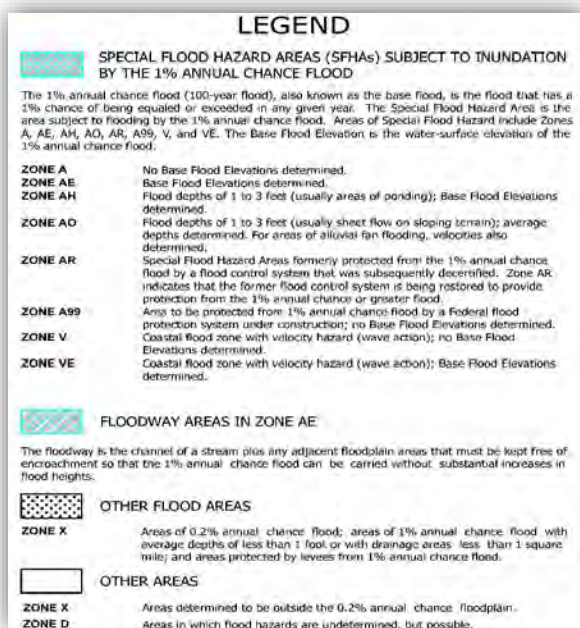 LEGEND
SPECIAL FLOOD HAZARD AREAS (SFHAs) SUBJECT TO INUNDATION
BY THE 1% ANNUAL CHANCE FLOOD
The 1% annual chance flood (100-year flood), also known as the base flood, is the flood that has a
1% chance of being equaled or exceeded in any given year. The Special Flood Hazard Area is the
area subject to flooding by the 1% annual chance flood. Areas of Special Flood Hazard include Zones
A, AE, AH, AO, AR, A99, V, and VE. The Base Flood Elevation is the water-surface elevation of the
1% annual chance flood.
ZONE A No Base Flood Elevations determined.
ZONE AE Base Flood Elevations determined.
ZONE AH Flood depths of 1 to 3 feet (usually areas of ponding); Base Flood Elevations
determined.
ZONE AO Flood depths of 1 to 3 feet (usually sheet flow on sloping terrain); average
depths determined. For areas of alluvial fan flooding, velocities also
determined.
ZONE AR Special Flood Hazard Areas formerly protected from the 1% annual chance
flood by a flood control system that was subsequently decertified. Zone AR
indicates that the former flood control system is being restored to provide
protection from the 1% annual chance or greater flood.
ZONE A99 Area to be protected from 1% annual chance flood by a Federal flood
protection system under construction; no Base Flood Elevations determined.
ZONE V Coastal flood zone with velocity hazard (wave action); no Base Flood
Elevations determined.
ZONE VE Coastal flood zone with velocity hazard (wave action); Base Flood Elevations
determined.
FLOODWAY AREAS IN ZONE AE
The floodway is the channel of a stream plus any adjacent floodplain areas that must be kept free of
encroachment so that the 1% annual chance flood can be carried without substantial increases in
flood heights.
OTHER FLOOD AREAS
ZONE X Areas of 0.2% annual chance flood; areas of 1% annual chance flood with
average depths of less than 1 foot or with drainage areas less than 1 square
mile; and areas protected by levees from 1% annual chance flood.
OTHER AREAS
ZONE X Areas determined to be outside the 0.2% annual chance floodplain.
ZONE D Areas in which flood hazards are undetermined, but possible.